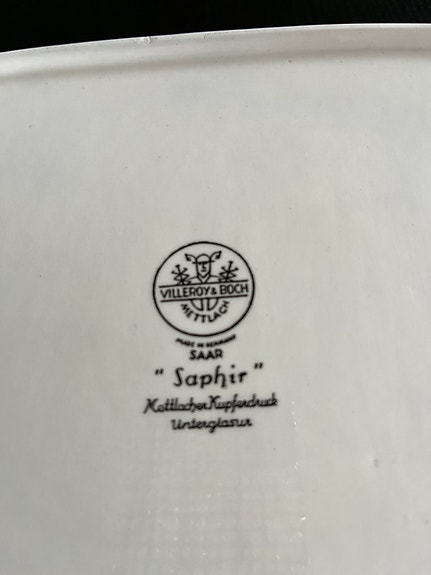 VILLEROY & BOCH
METTLACH
MADE IN GERMANY
SAAR
" Saphir "
Mettlacher Kupferdruck
Unterglasur